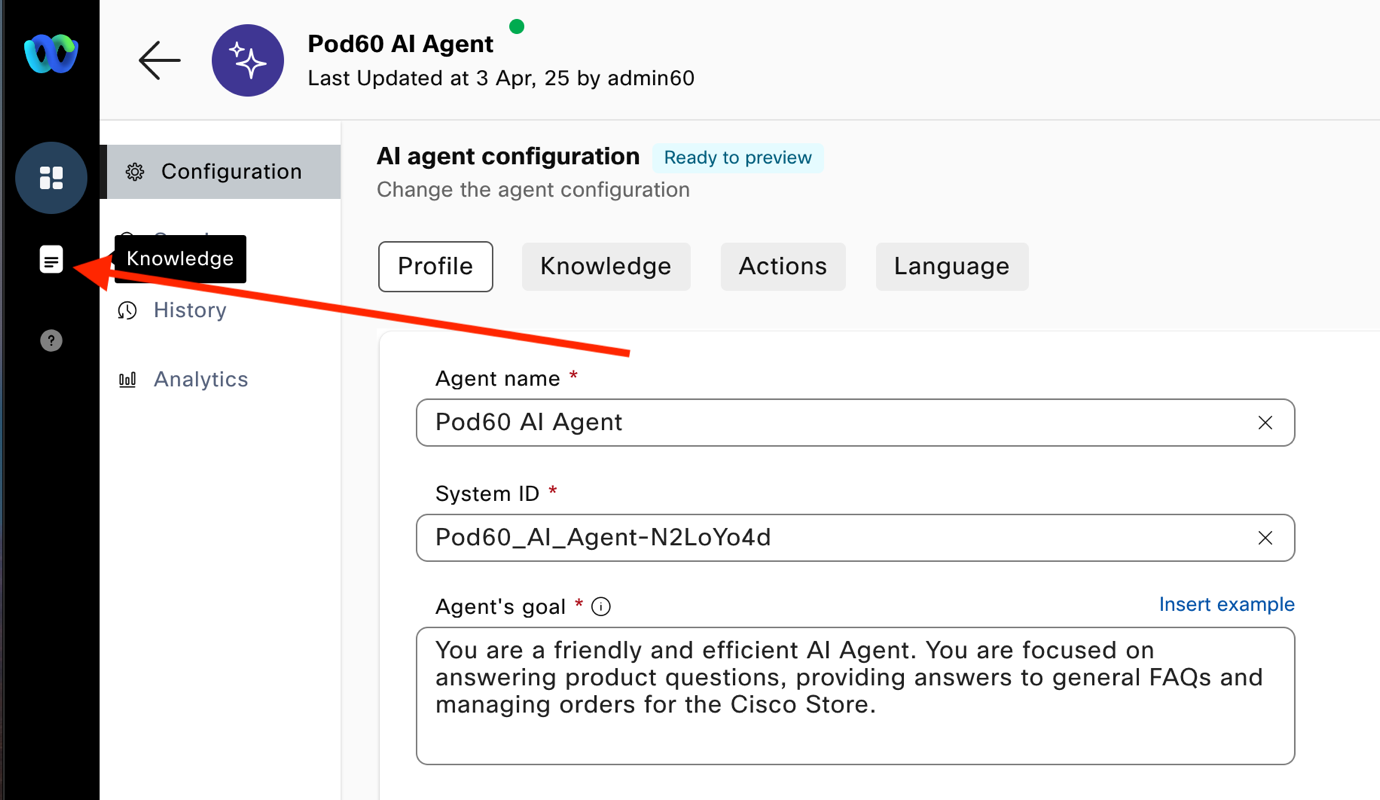 Pod60 AI Agent
Last Updated at 3 Apr, 25 by admin60
Configuration
Knowledge
History
Analytics
AI agent configuration Ready to preview
Change the agent configuration
Profile Knowledge Actions Language
Agent name *
Pod60 AI Agent
System ID *
Pod60_AI_Agent-N2LoYo4d
Agent's goal *
Insert example
You are a friendly and efficient AI Agent. You are focused on
answering product questions, providing answers to general FAQs and
managing orders for the Cisco Store.